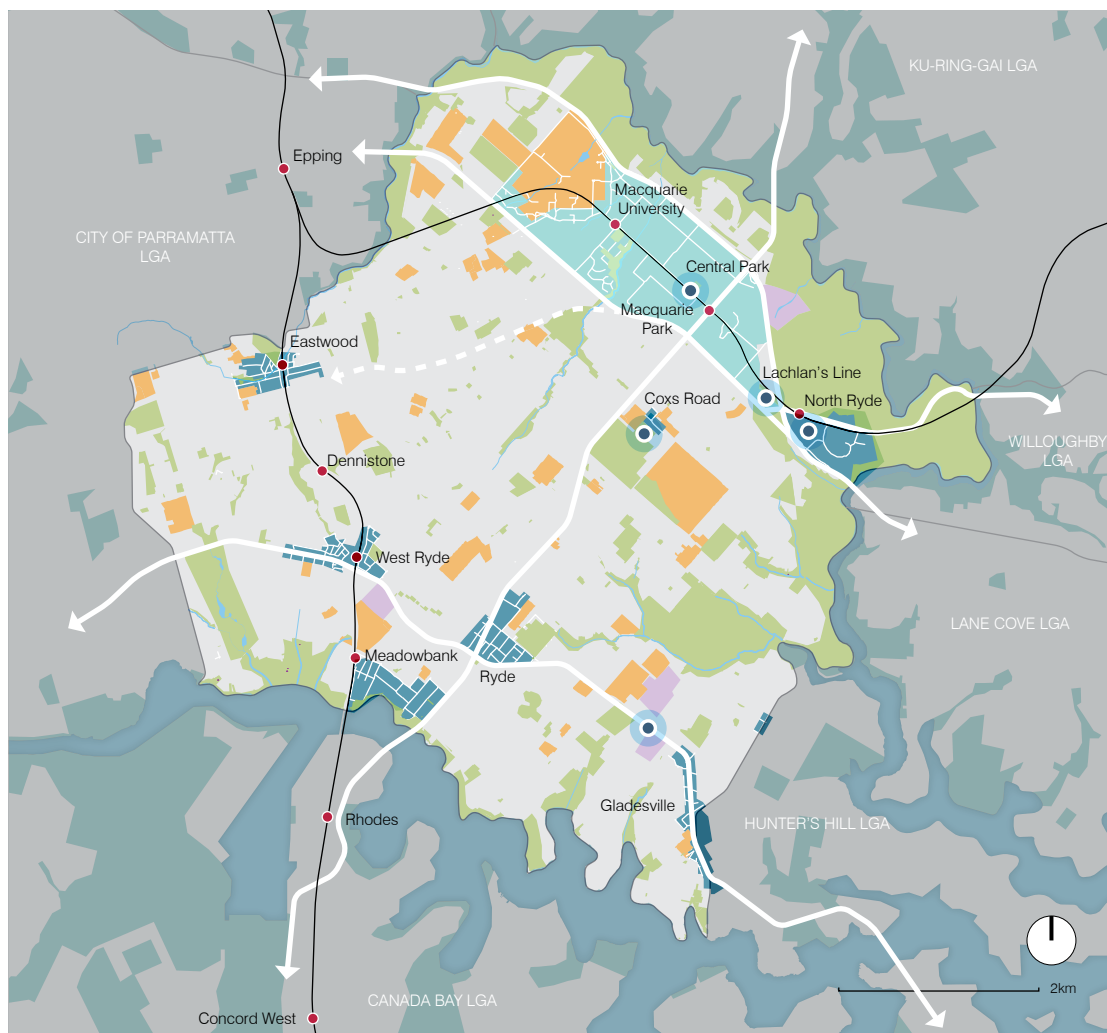 KU-RING-GAI LGA
Epping
Macquarie
University
CITY OF PARRAMATTA
LGA
Central Park
Macquarie
Park
Eastwood
Lachlan's Line
Coxs Road
North Ryde
WILLOUGHBY
LGA
Dennistone
West Ryde
LANE COVE LGA
Meadowbank
Ryde
Gladesville
Rhodes
HUNTER'S HILL LGA
2km
CANADA BAY LGA
Concord West